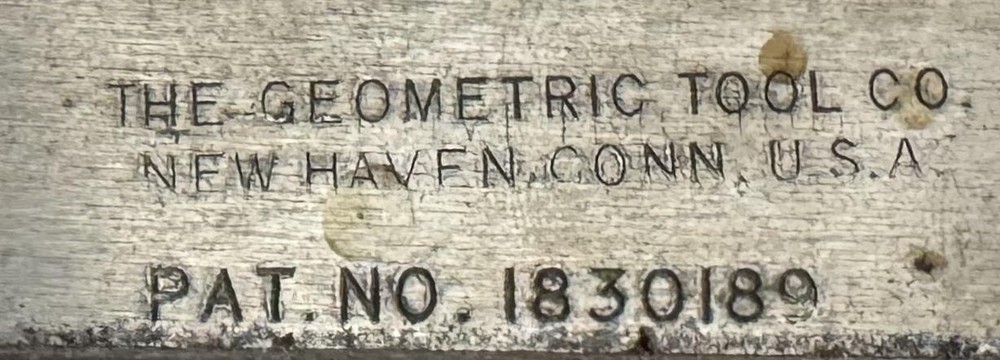 THE GEOMETRIC TOOL CO.
NEW HAVEN, CONN. U.S.A.
PAT. NO. 1830189